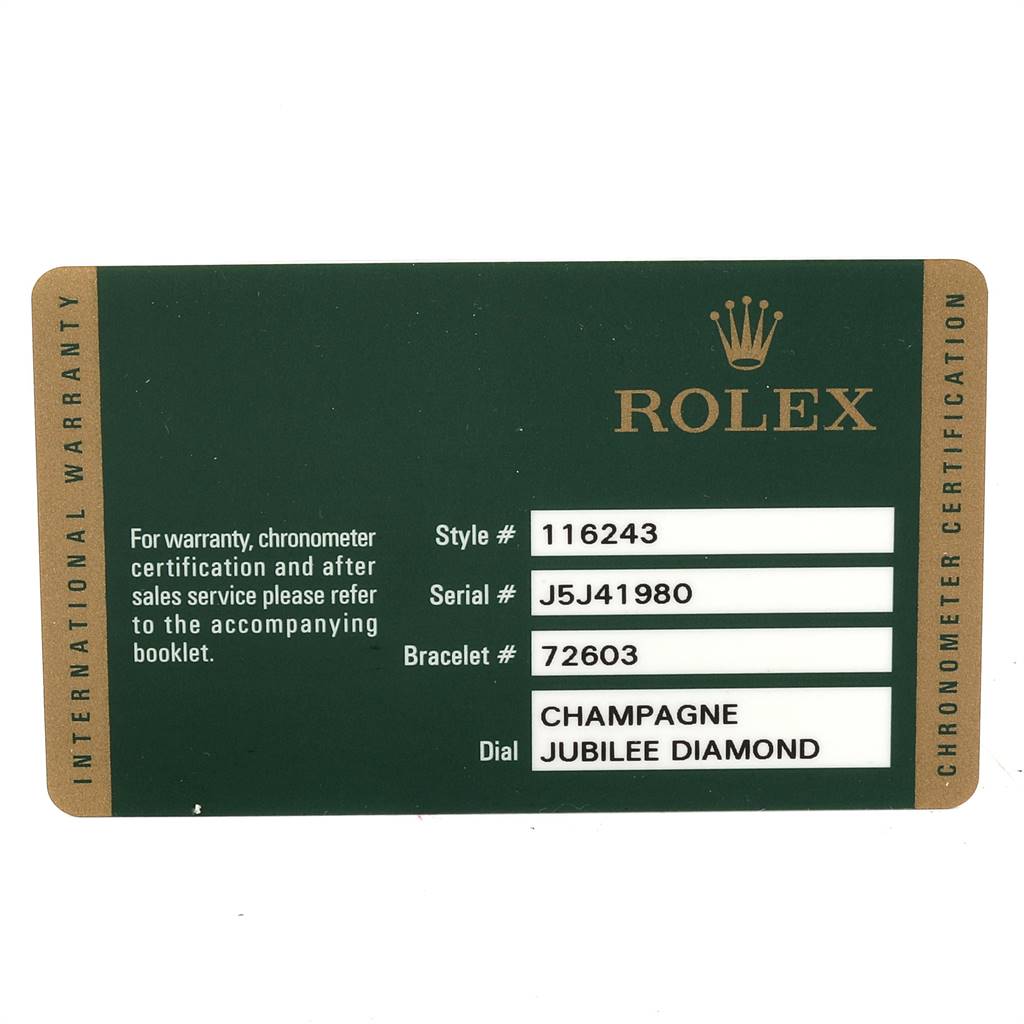 INTERNATIONAL WARRANTY
ROLEX
For warranty, chronometer
certification and after
sales service please refer
to the accompanying
booklet.
Style # 116243
Serial # J5J41980
Bracelet # 72603
Dial CHAMPAGNE
JUBILEE DIAMOND
CHRONOMETER CERTIFICATION